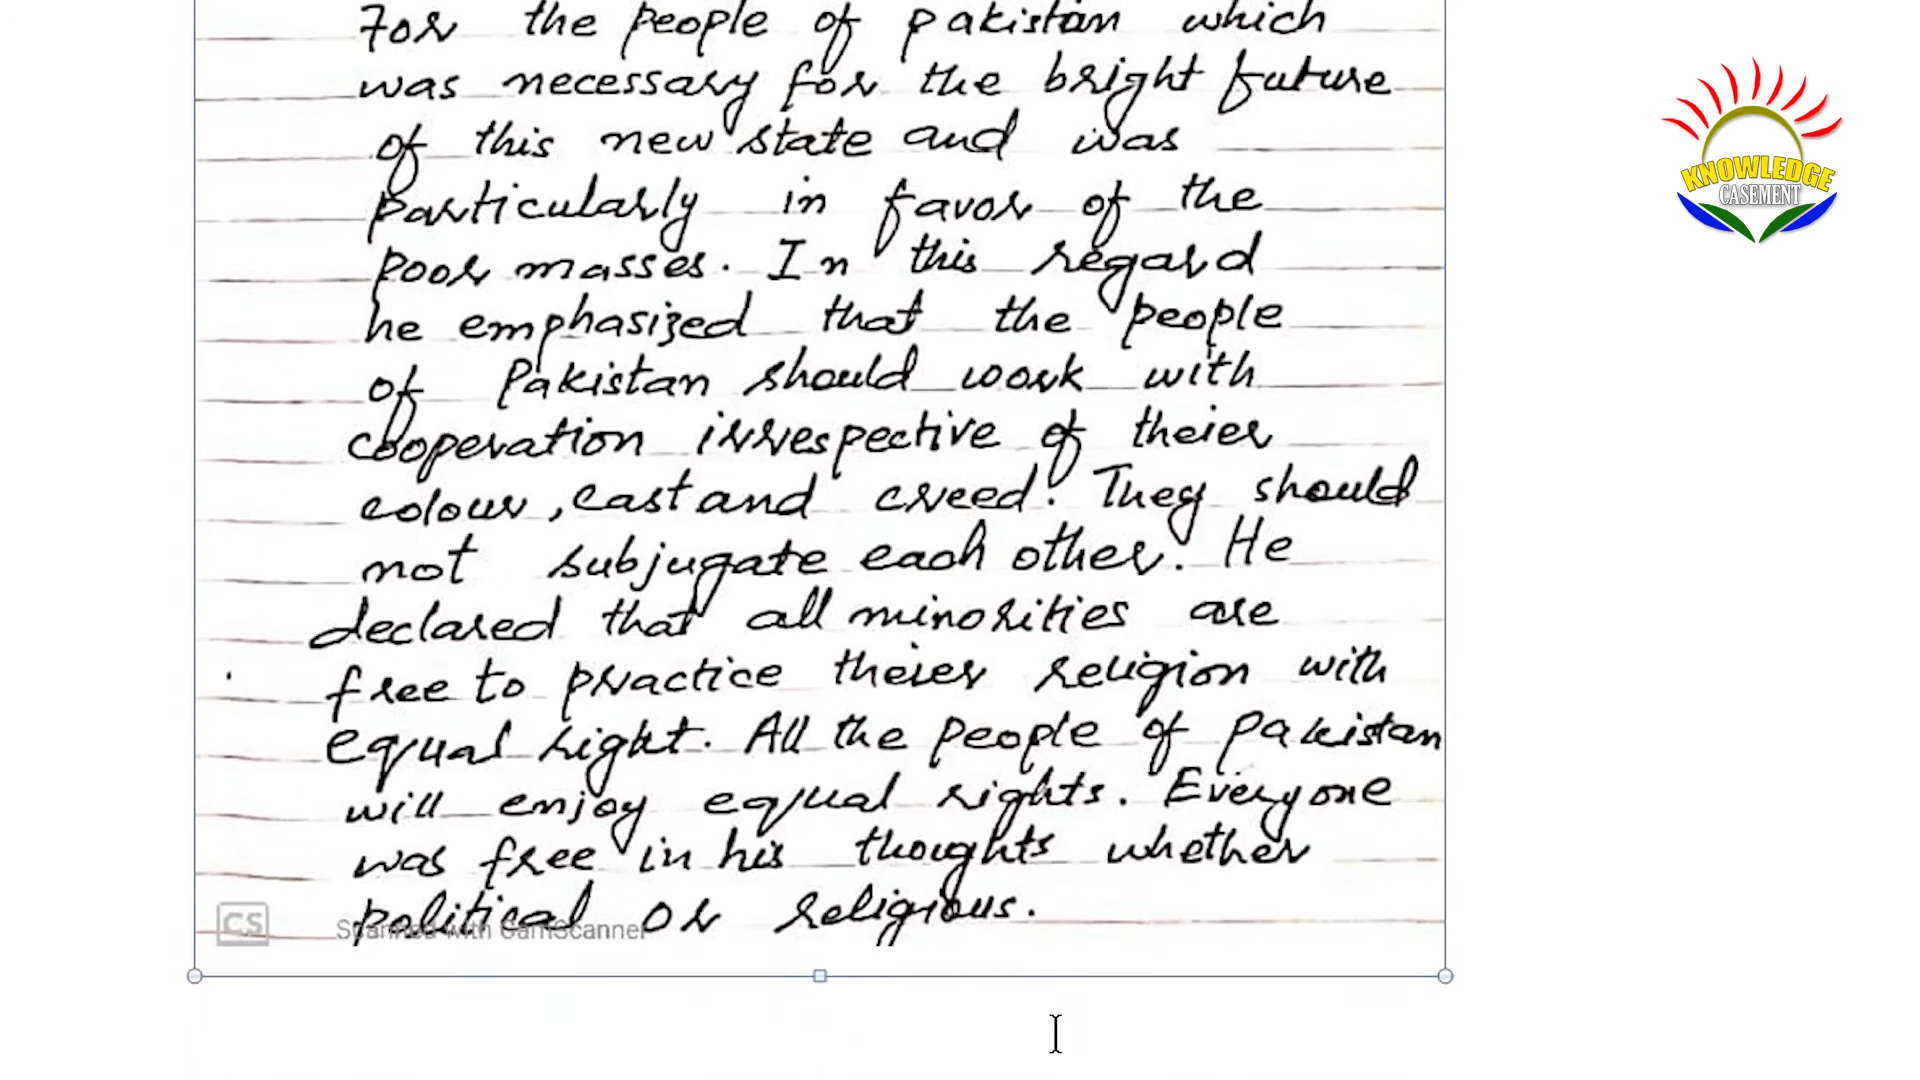 For the people of pakistan which
was necessary for the bright future
of this new state and was
particularly in favor of the
poor masses. In this regard
he emphasized that the people
of Pakistan should work with
cooperation irrespective of theier
colour, cast and creed. They should
not subjugate each other. He
declared that all minorities are
free to practice theier religion with
equal right. All the people of pakistan
will enjoy equal rights. Everyone
was free in his thoughts whether
political or religious.
CS Scanned with CamScanner
KNOWLEDGE
CASEMENT